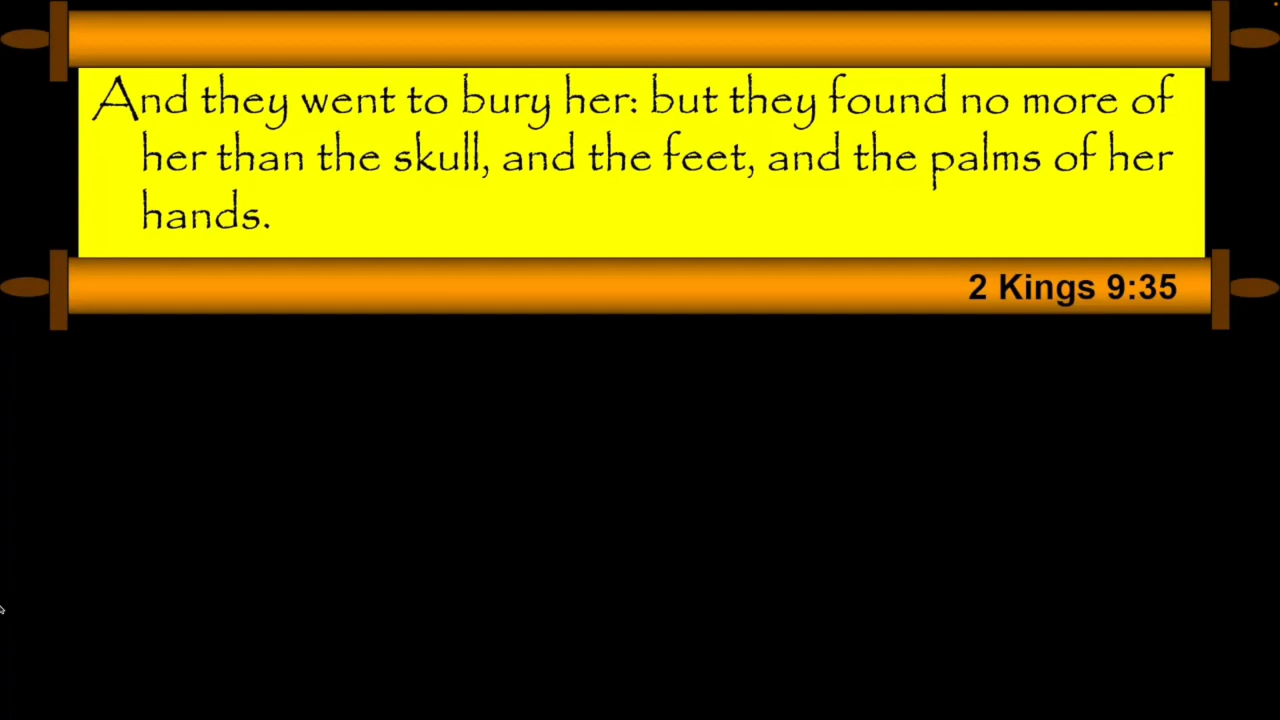 And they went to bury her: but they found no more of
her than the skull, and the feet, and the palms of her
hands.
2 Kings 9:35